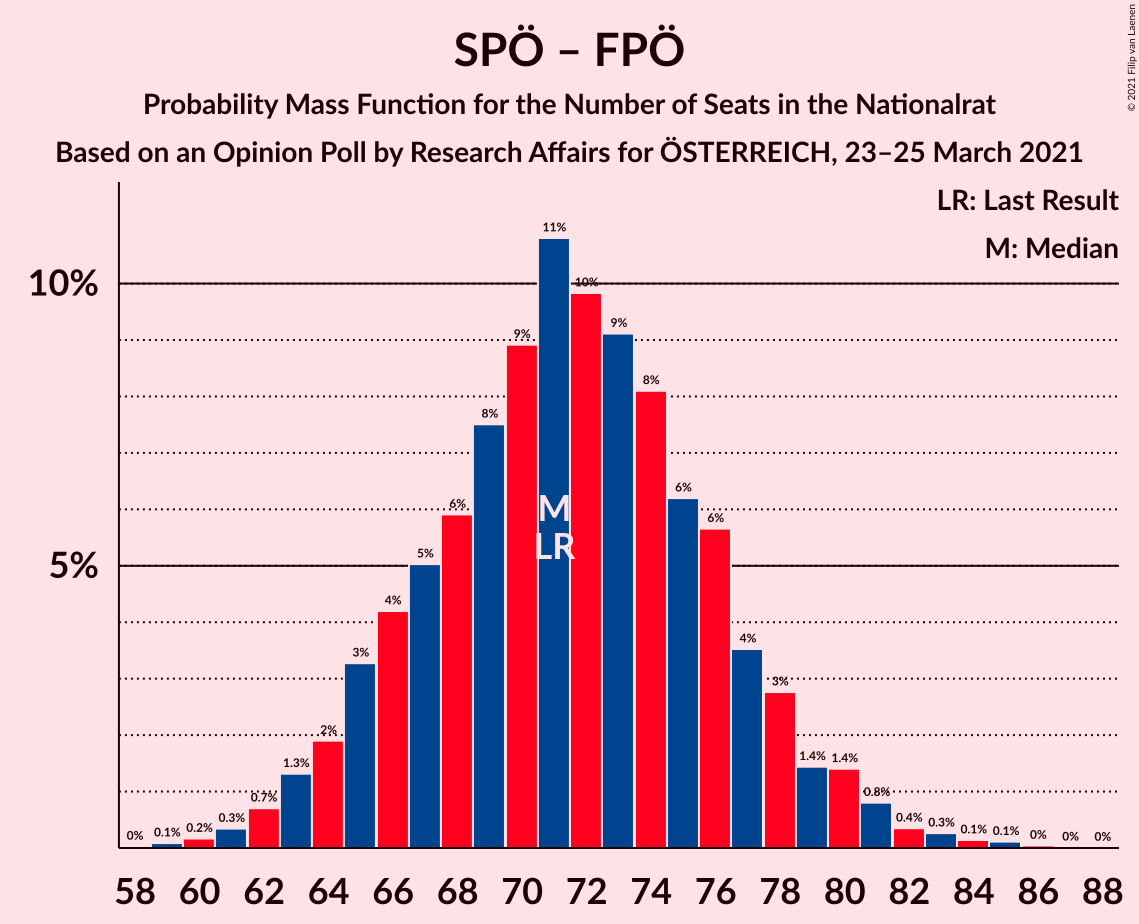 © 2021 Filip van Laenen
SPÖ – FPÖ
Probability Mass Function for the Number of Seats in the Nationalrat
Based on an Opinion Poll by Research Affairs for ÖSTERREICH, 23–25 March 2021
LR: Last Result
M: Median
10%
5%
0% 0.1% 0.2% 0.3% 0.7% 1.3% 2% 3% 4% 5% 6% 8% 9% 11% 10% 9% 8% 6% 6% 4% 3% 1.4% 1.4% 0.8% 0.4% 0.3% 0.1% 0.1% 0% 0% 0%
M
LR
58 60 62 64 66 68 70 72 74 76 78 80 82 84 86 88